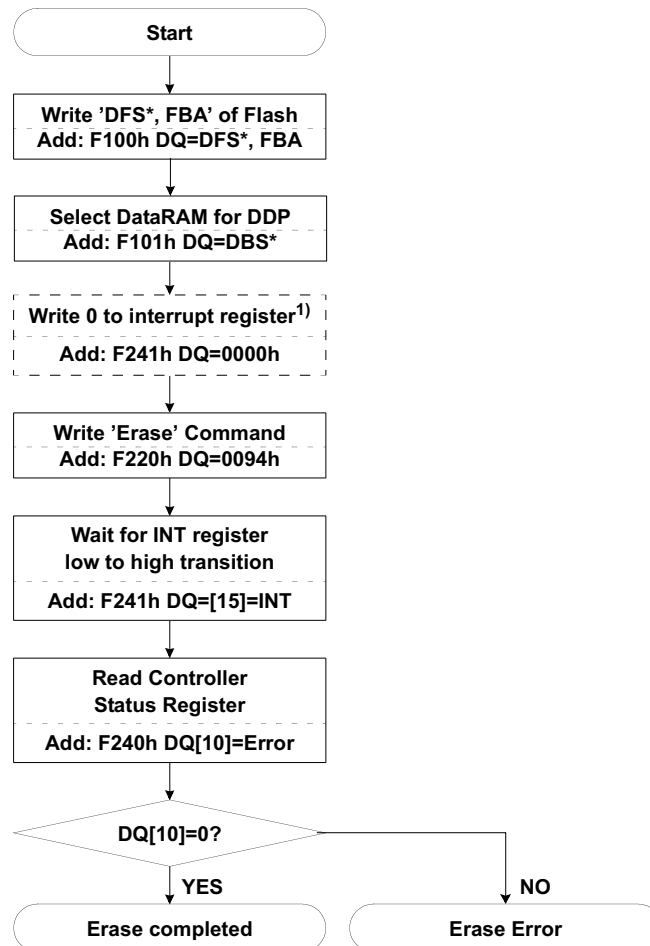 Start
Write ’DFS*, FBA’ of Flash
Add: F100h DQ=DFS*, FBA
Select DataRAM for DDP
Add: F101h DQ=DBS*
Write 0 to interrupt register1)
Add: F241h DQ=0000h
Write ’Erase’ Command
Add: F220h DQ=0094h
Wait for INT register
low to high transition
Add: F241h DQ=[15]=INT
Read Controller
Status Register
Add: F240h DQ[10]=Error
DQ[10]=0?
YES
NO
Erase completed
Erase Error